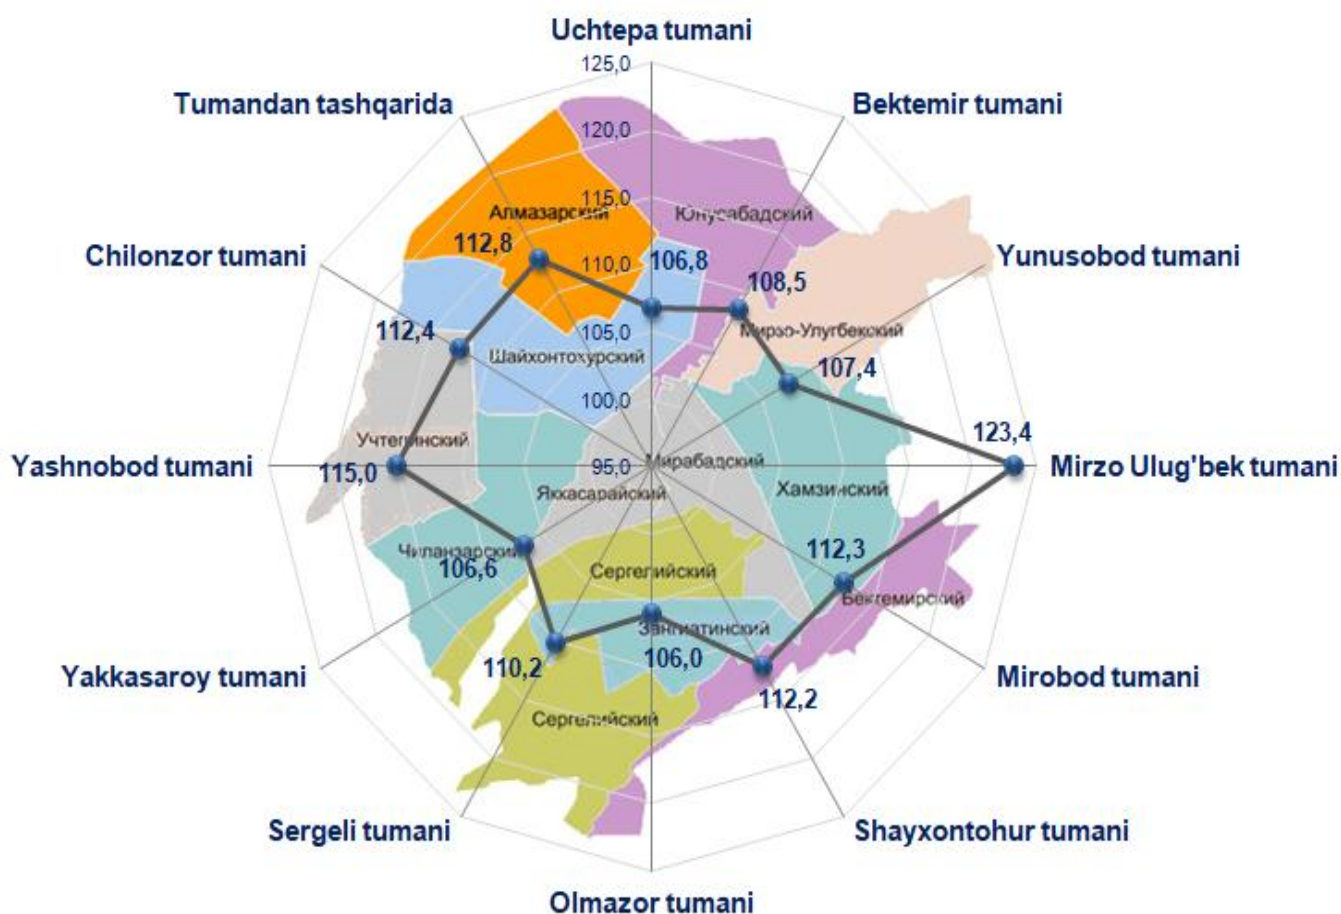 Uchtepa tumani
125,0
Tumandan tashqarida
Bektemir tumani
120,0
115,0
Алмазарский
Юнусабадский
112,8
Chilonzor tumani
110,0
106,8
Yunusobod tumani
108,5
112,4
105,0
Мирзо-Улугбекский
Шайхонтохурский
107,4
100,0
123,4
Учтепинский
Yashnobod tumani
115,0
95,0
Мирабадский
Mirzo Ulug'bek tumani
Яккасарайский
Хамзинский
Чиланзарский
112,3
106,6
Сергелийский
Бектемирский
Зангиатинский
106,0
110,2
Yakkasaroy tumani
Mirobod tumani
112,2
Сергелийский
Sergeli tumani
Shayxontohur tumani
Olmazor tumani